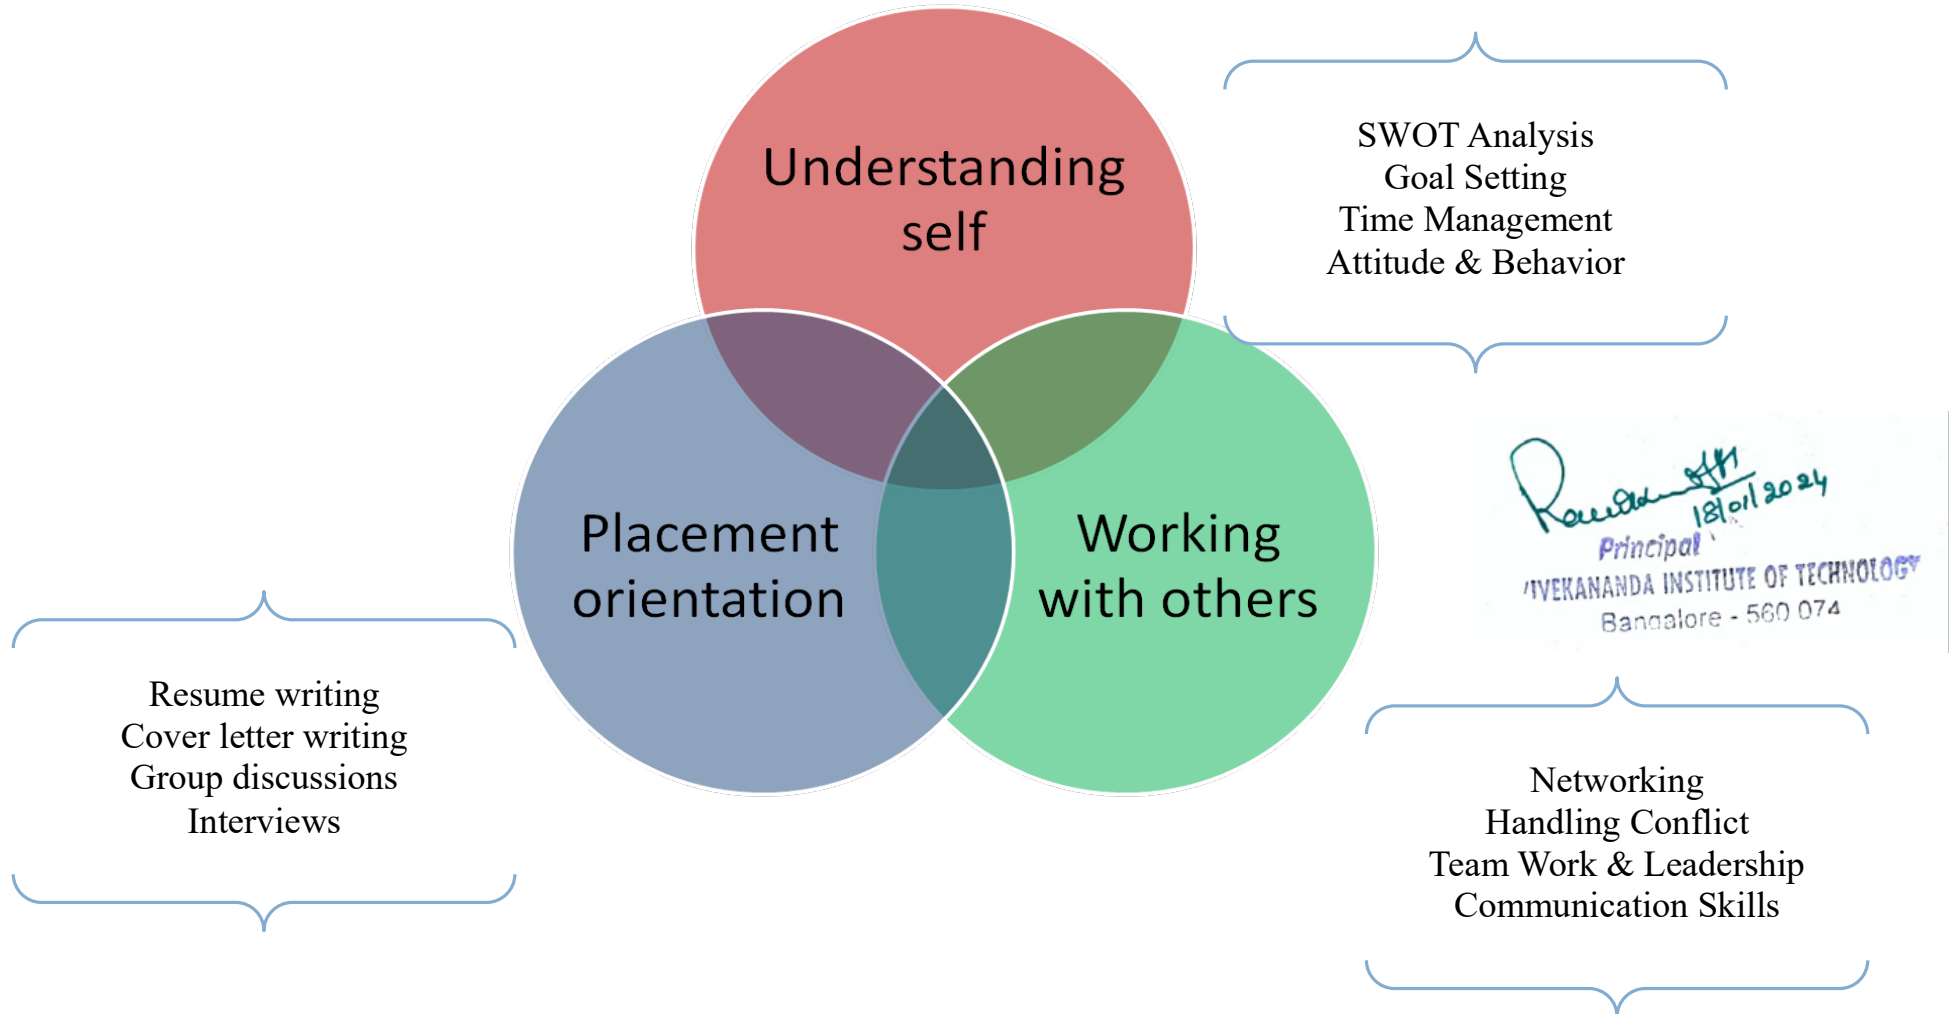 Understanding
self
SWOT Analysis
Goal Setting
Time Management
Attitude & Behavior
Placement
orientation
Working
with others
18/01/2024
Principal
VIVEKANANDA INSTITUTE OF TECHNOLOGY
Bangalore - 560 074
Resume writing
Cover letter writing
Group discussions
Interviews
Networking
Handling Conflict
Team Work & Leadership
Communication Skills